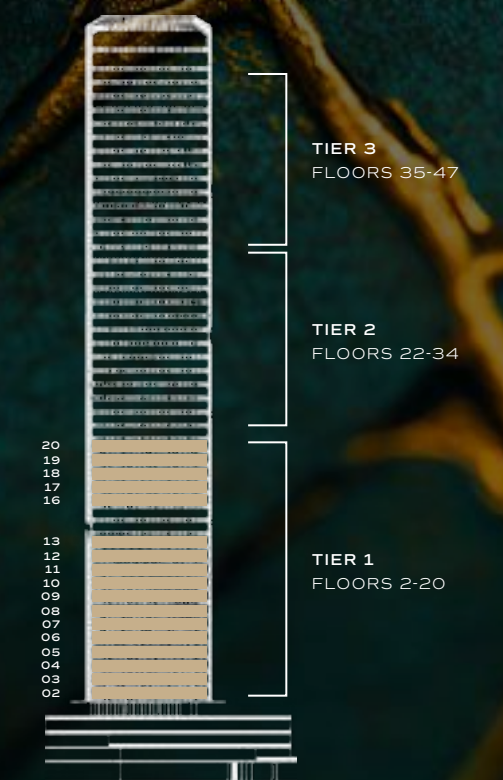 TIER 3
FLOORS 35-47
TIER 2
FLOORS 22-34
20
19
18
17
16
13
12
11
10
09
08
07
06
05
04
03
02
TIER 1
FLOORS 2-20